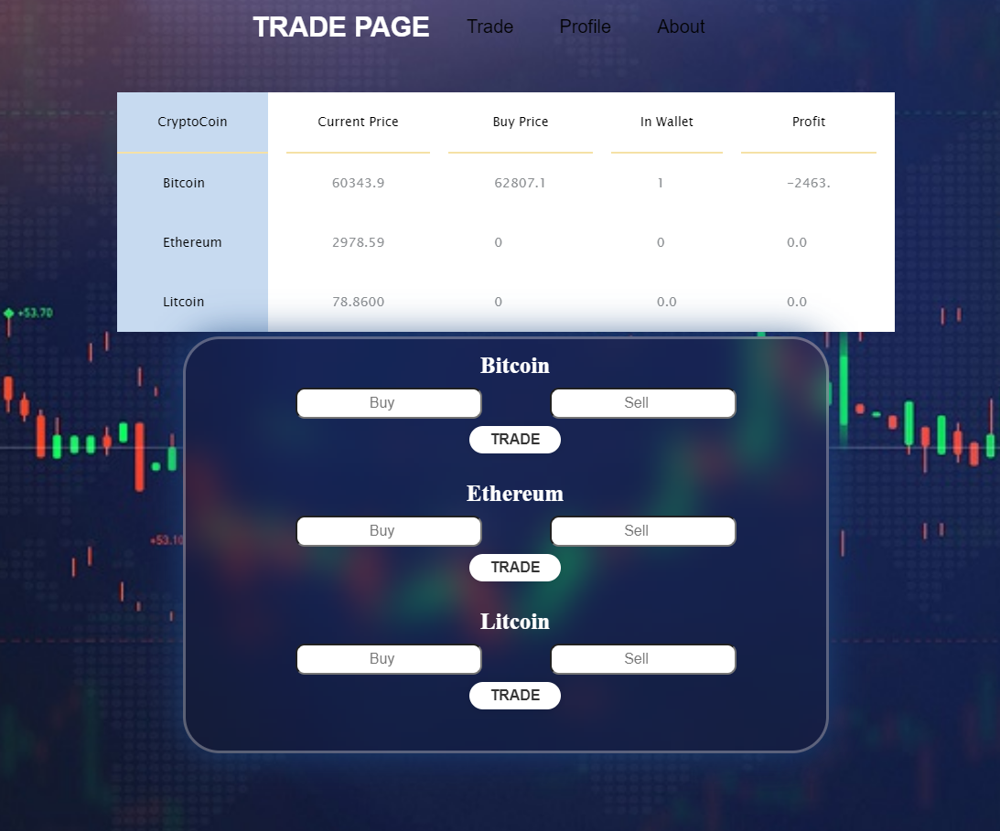 TRADE PAGE Trade Profile About
CryptoCoin Current Price Buy Price In Wallet Profit
Bitcoin 60343.9 62807.1 1 -2463.
Ethereum 2978.59 0 0 0.0
Litcoin 78.8600 0 0.0 0.0
+53.70
Bitcoin
Buy Sell
TRADE
Ethereum
Buy Sell
+53.10
TRADE
Litcoin
Buy Sell
TRADE